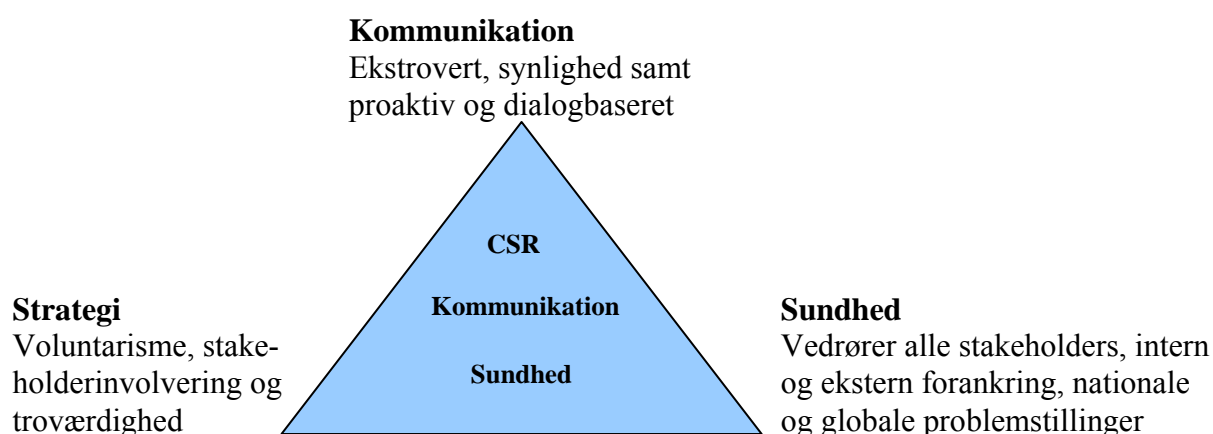 Kommunikation
Ekstrovert, synlighed samt
proaktiv og dialogbaseret
CSR
Kommunikation
Sundhed
Strategi
Voluntarisme, stake-
holderinvolvering og
troværdighed
Sundhed
Vedrører alle stakeholders, intern
og ekstern forankring, nationale
og globale problemstillinger